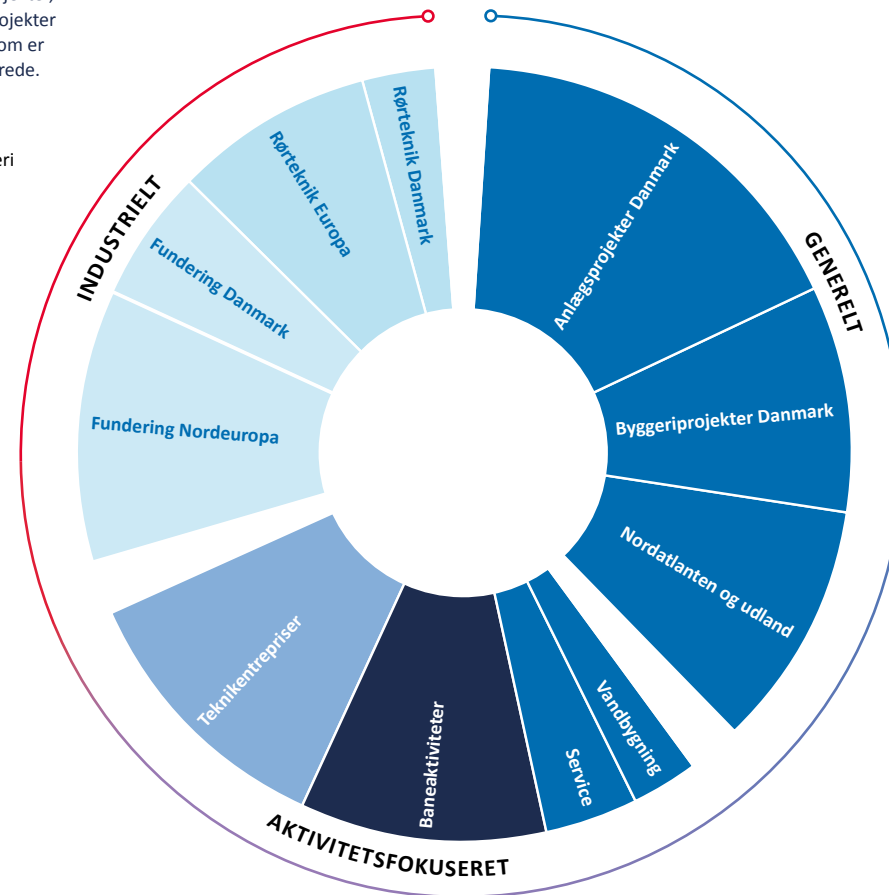 ojekter
om er
rede.
eri
INDUSTRIELT
GENERELT
AKTIVITETSFOKUSERET
Rørteknik Danmark
Rørteknik Europa
Fundering Danmark
Fundering Nordeuropa
Teknikentrepriser
Baneaktiviteter
Service
Vandbygning
Nordatlanten og udland
Byggeriprojekter Danmark
Anlægsprojekter Danmark